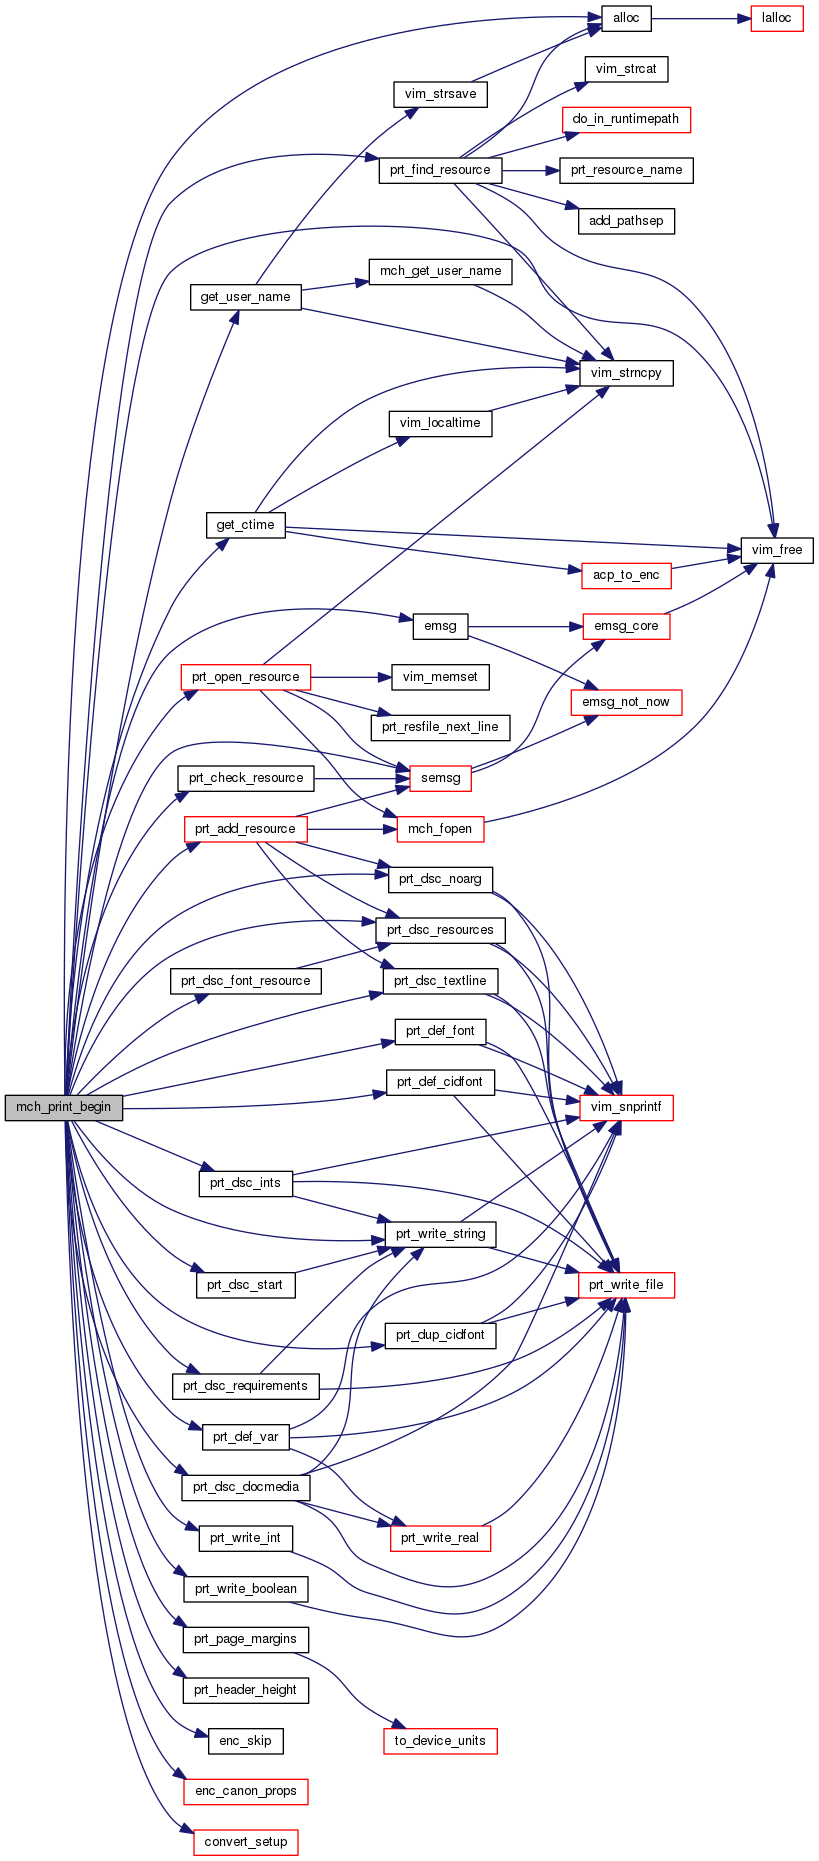 alloc
lalloc
vim_strcat
vim_strsave
do_in_runtimepath
prt_find_resource
prt_resource_name
add_pathsep
mch_get_user_name
get_user_name
vim_strncpy
vim_localtime
get_ctime
vim_free
acp_to_enc
emsg
emsg_core
prt_open_resource
vim_memset
emsg_not_now
prt_resfile_next_line
prt_check_resource
semsg
prt_add_resource
mch_fopen
prt_dsc_noarg
prt_dsc_resources
prt_dsc_font_resource
prt_dsc_textline
prt_def_font
prt_def_cidfont
mch_print_begin
vim_snprintf
prt_dsc_ints
prt_write_string
prt_dsc_start
prt_write_file
prt_dup_cidfont
prt_dsc_requirements
prt_def_var
prt_dsc_docmedia
prt_write_int
prt_write_real
prt_write_boolean
prt_page_margins
prt_header_height
enc_skip
to_device_units
enc_canon_props
convert_setup